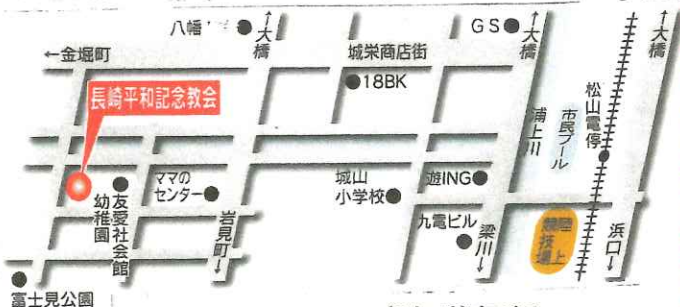 八幡
↑大橋
GS
↑大橋
↑大橋
←金堀町
城栄商店街
18BK
松山電停
長崎平和記念教会
浦上川
市民プール
ママの
センター
城山
小学校
遊ING
友愛社会館
幼稚園
岩見町→
九電ビル
梁川→
陸上
競技場
浜口→
富士見公園